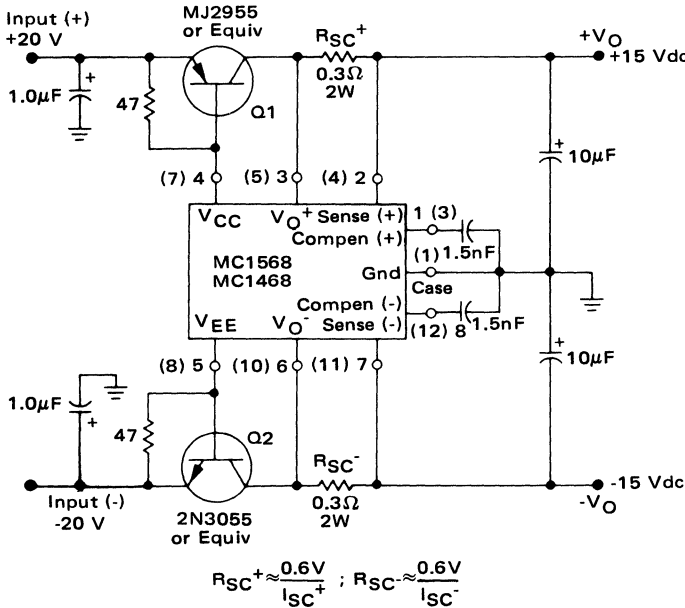 Input (+)
+20 V
MJ2955
or Equiv
RSC+
0.3Ω
2W
+VO
+15 Vdc
1.0μF
+
47
Q1
+
10μF
(7) 4
(5) 3
(4) 2
VCC
VO+
Sense (+)
Compen (+)
1 (3)
1.5nF
MC1568
MC1468
Gnd
(1)
Case
VEE
VO-
Compen (-)
Sense (-)
(12) 8
1.5nF
(8) 5
(10) 6
(11) 7
+
10μF
1.0μF
+
47
Q2
RSC-
0.3Ω
2W
-15 Vdc
-VO
Input (-)
-20 V
2N3055
or Equiv
RSC+≈0.6V/ISC+ ; RSC-≈0.6V/ISC-